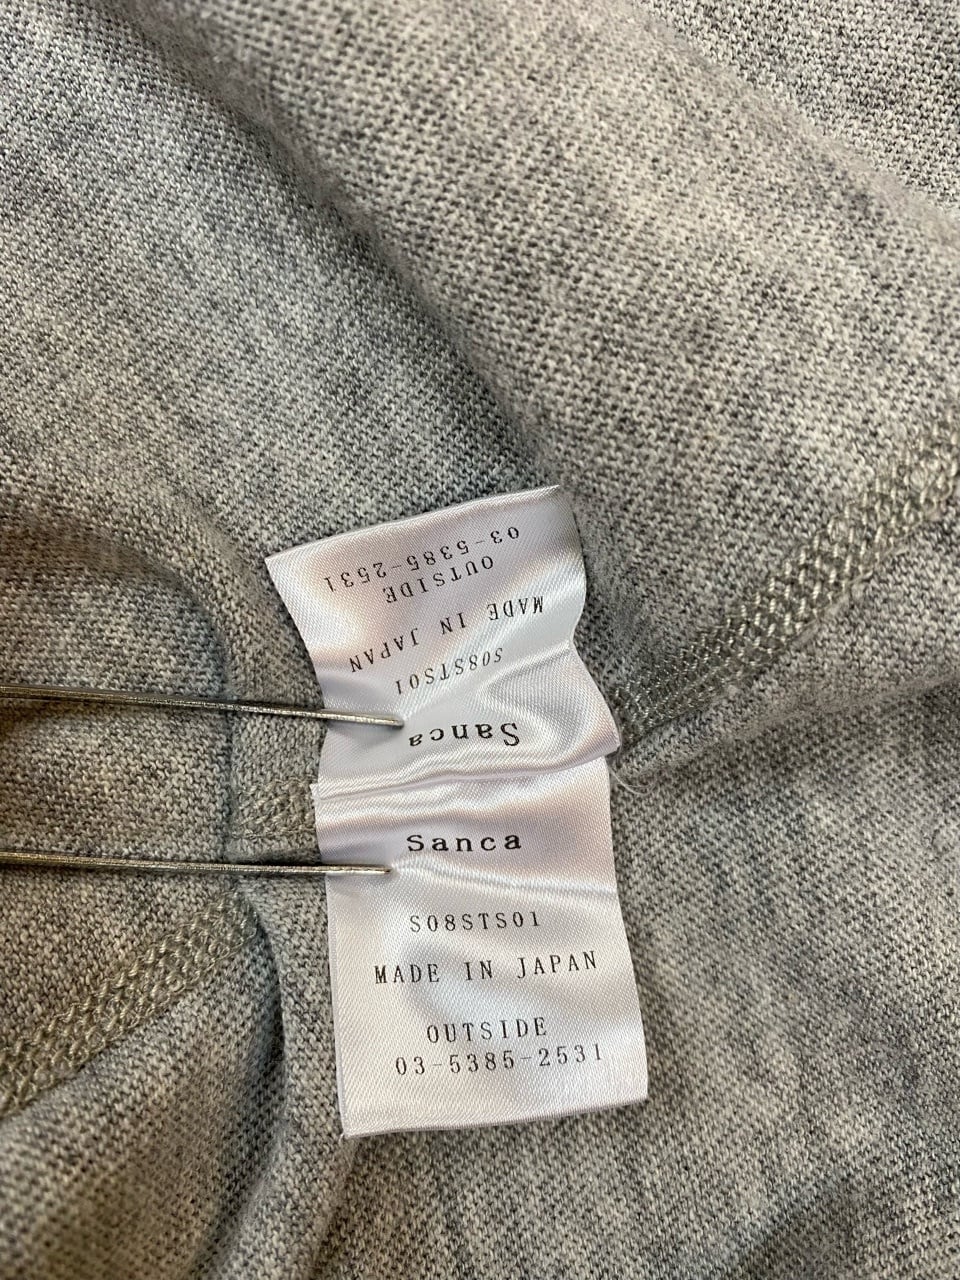 03-5385-2531
OUTSIDE
MADE IN JAPAN
S08STS01
Sanca
Sanca
S08STS01
MADE IN JAPAN
OUTSIDE
03-5385-2531